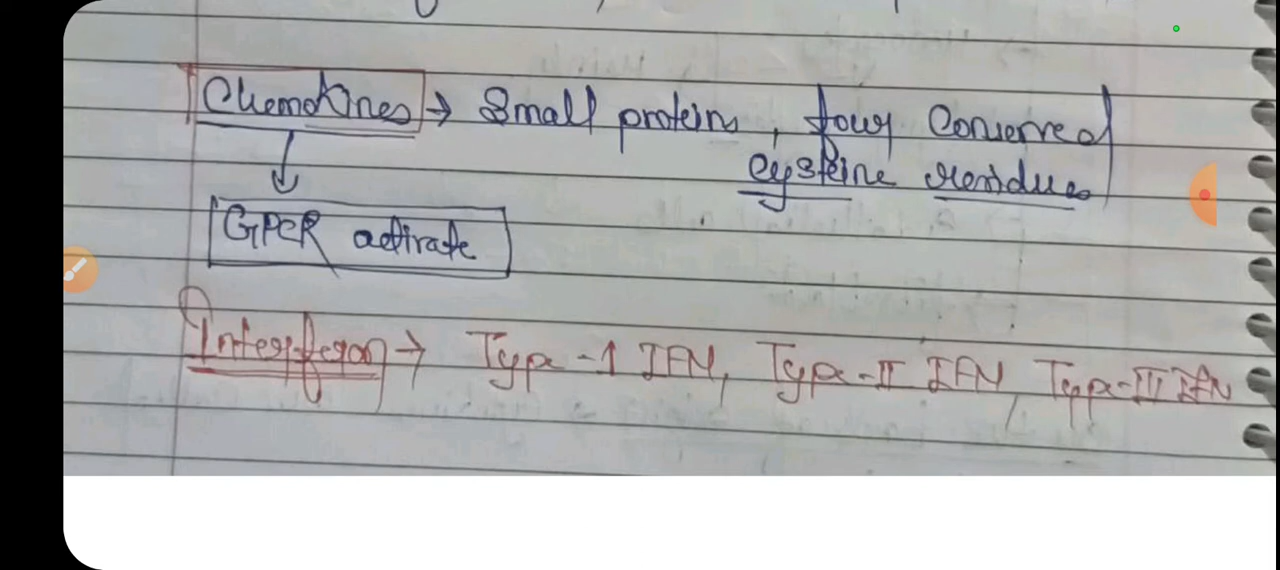 Chemokines → Small proteins, four conserved
cysteine residues
GPCR activate
Interferon → Type-1 IFN, Type-II IFN, Type-III IFN